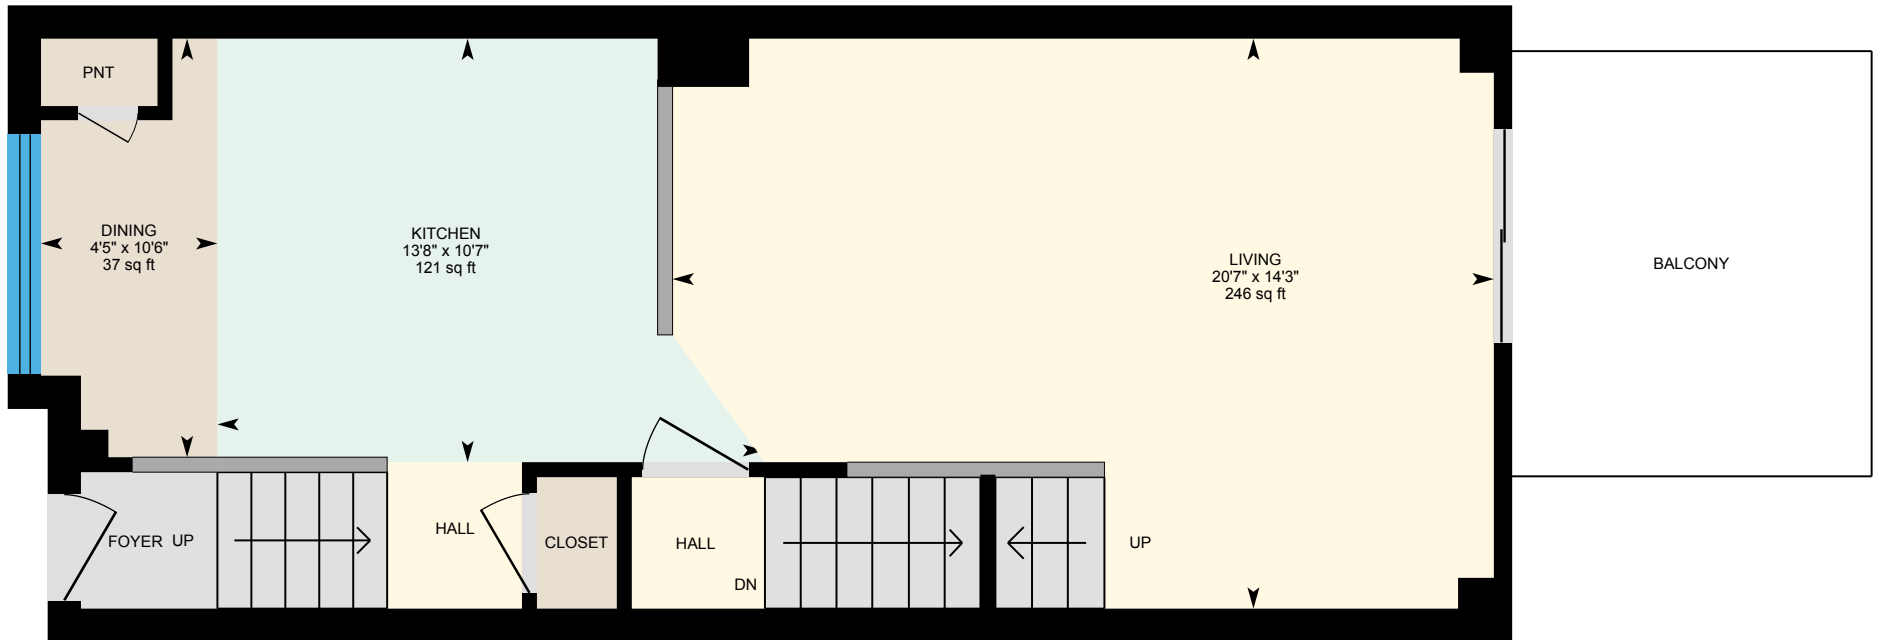 PNT
DINING
4'5" x 10'6"
37 sq ft
KITCHEN
13'8" x 10'7"
121 sq ft
LIVING
20'7" x 14'3"
246 sq ft
BALCONY
FOYER UP
HALL
CLOSET
HALL
DN
UP